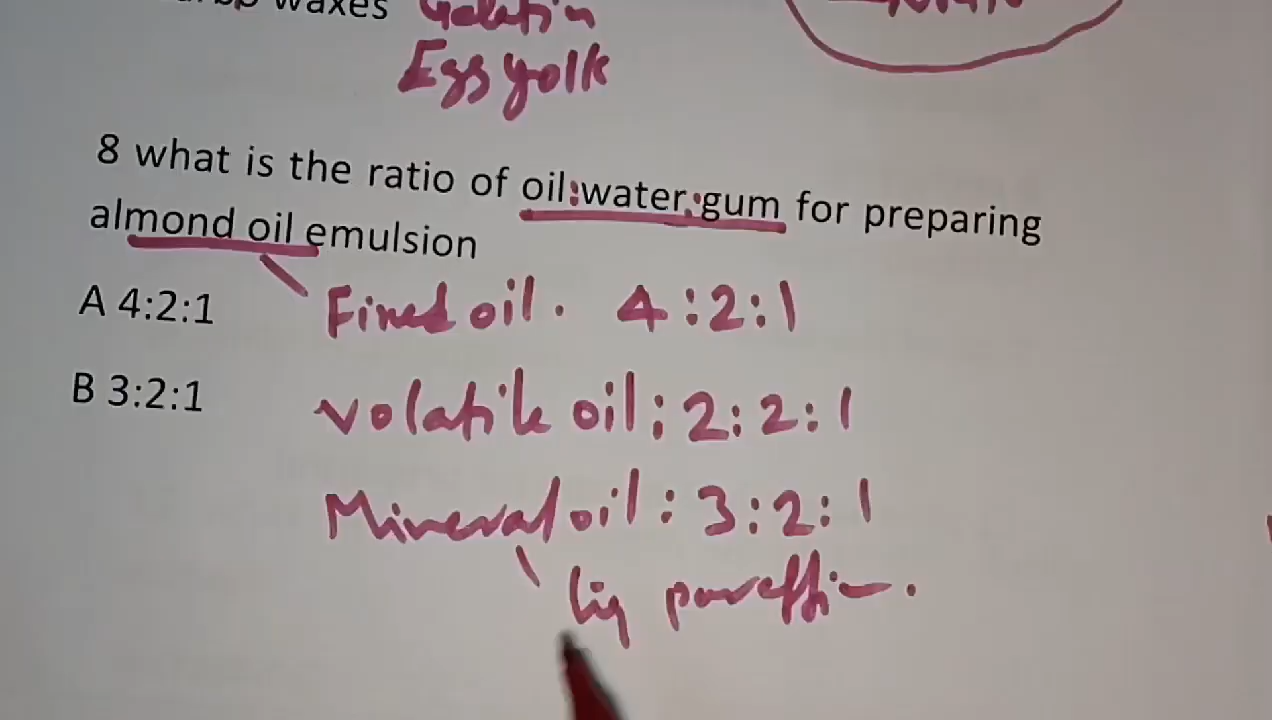 waxes Gelatin
Egg yolk
8 what is the ratio of oil:water:gum for preparing
almond oil emulsion
A 4:2:1 Fixed oil. 4:2:1
B 3:2:1 volatile oil: 2:2:1
Mineral oil: 3:2:1
liq paraffin.